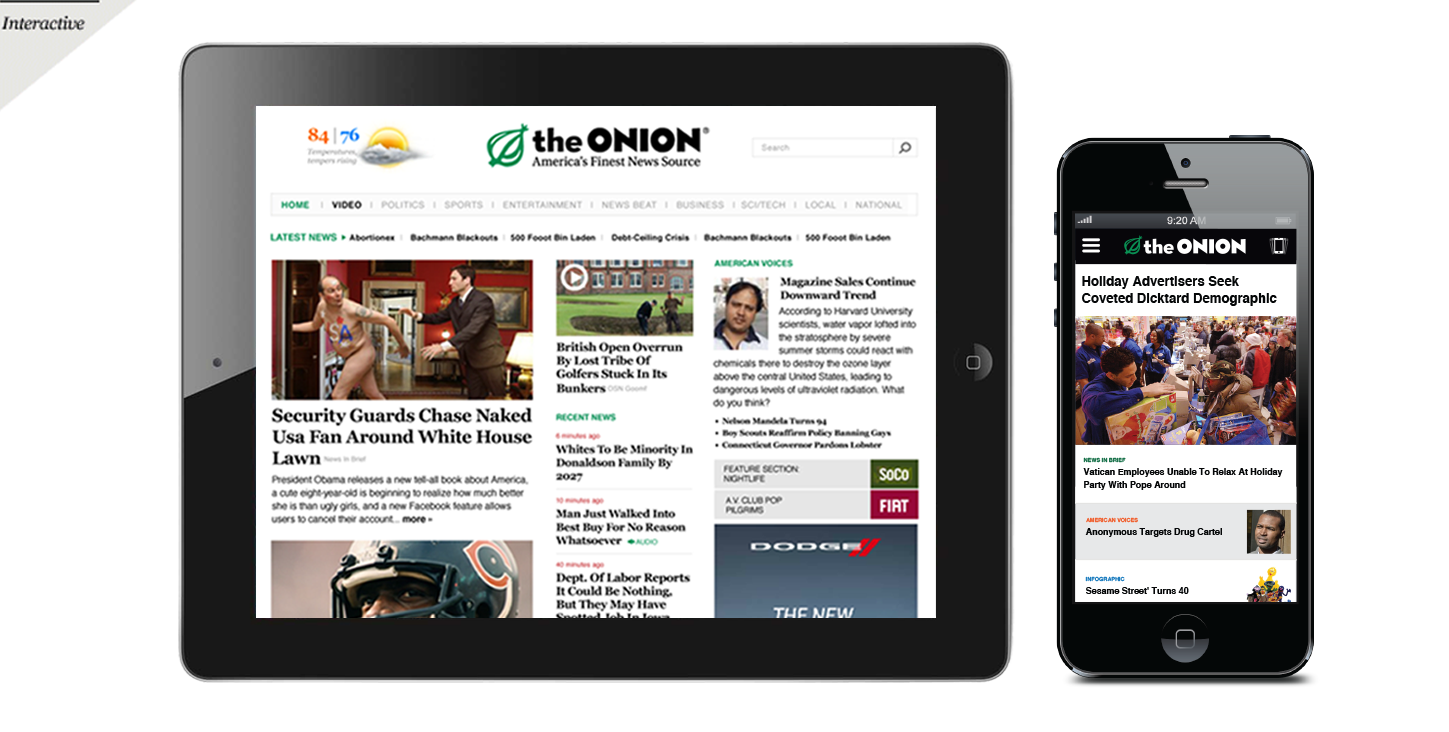 Interactive
84 | 76
Temperatures,
tempers rising
the ONION®
America's Finest News Source
Search
HOME | VIDEO | POLITICS | SPORTS | ENTERTAINMENT | NEWS BEAT | BUSINESS | SCI/TECH | LOCAL | NATIONAL
LATEST NEWS ▸ Abortionex | Bachmann Blackouts | 500 Fooot Bin Laden | Debt-Ceiling Crisis | Bachmann Blackouts | 500 Fooot Bin Laden
SA
Security Guards Chase Naked
Usa Fan Around White House
Lawn News In Brief
President Obama releases a new tell-all book about America,
a cute eight-year-old is beginning to realize how much better
she is than ugly girls, and a new Facebook feature allows
users to cancel their account... more »
British Open Overrun
By Lost Tribe Of
Golfers Stuck In Its
Bunkers
RECENT NEWS
6 minutes ago
Whites To Be Minority In
Donaldson Family By
2027
10 minutes ago
Man Just Walked Into
Best Buy For No Reason
Whatsoever AUDIO
40 minutes ago
Dept. Of Labor Reports
It Could Be Nothing,
But They May Have
Spotted Job In Iowa
AMERICAN VOICES
Magazine Sales Continue
Downward Trend
According to Harvard University
scientists, water vapor lofted into
the stratosphere by severe
summer storms could react with
chemicals there to destroy the ozone layer
above the central United States, leading to
dangerous levels of ultraviolet radiation. What
do you think?
• Nelson Mandela Turns 94
• Boy Scouts Reaffirm Policy Banning Gays
• Connecticut Governor Pardons Lobster
FEATURE SECTION:
NIGHTLIFE
SoCo
A.V. CLUB POP
PILGRIMS
FIAT
DODGE
THE NEW
9:20 AM
the ONION
Holiday Advertisers Seek
Coveted Dicktard Demographic
NEWS IN BRIEF
Vatican Employees Unable To Relax At Holiday
Party With Pope Around
AMERICAN VOICES
Anonymous Targets Drug Cartel
INFOGRAPHIC
Sesame Street' Turns 40